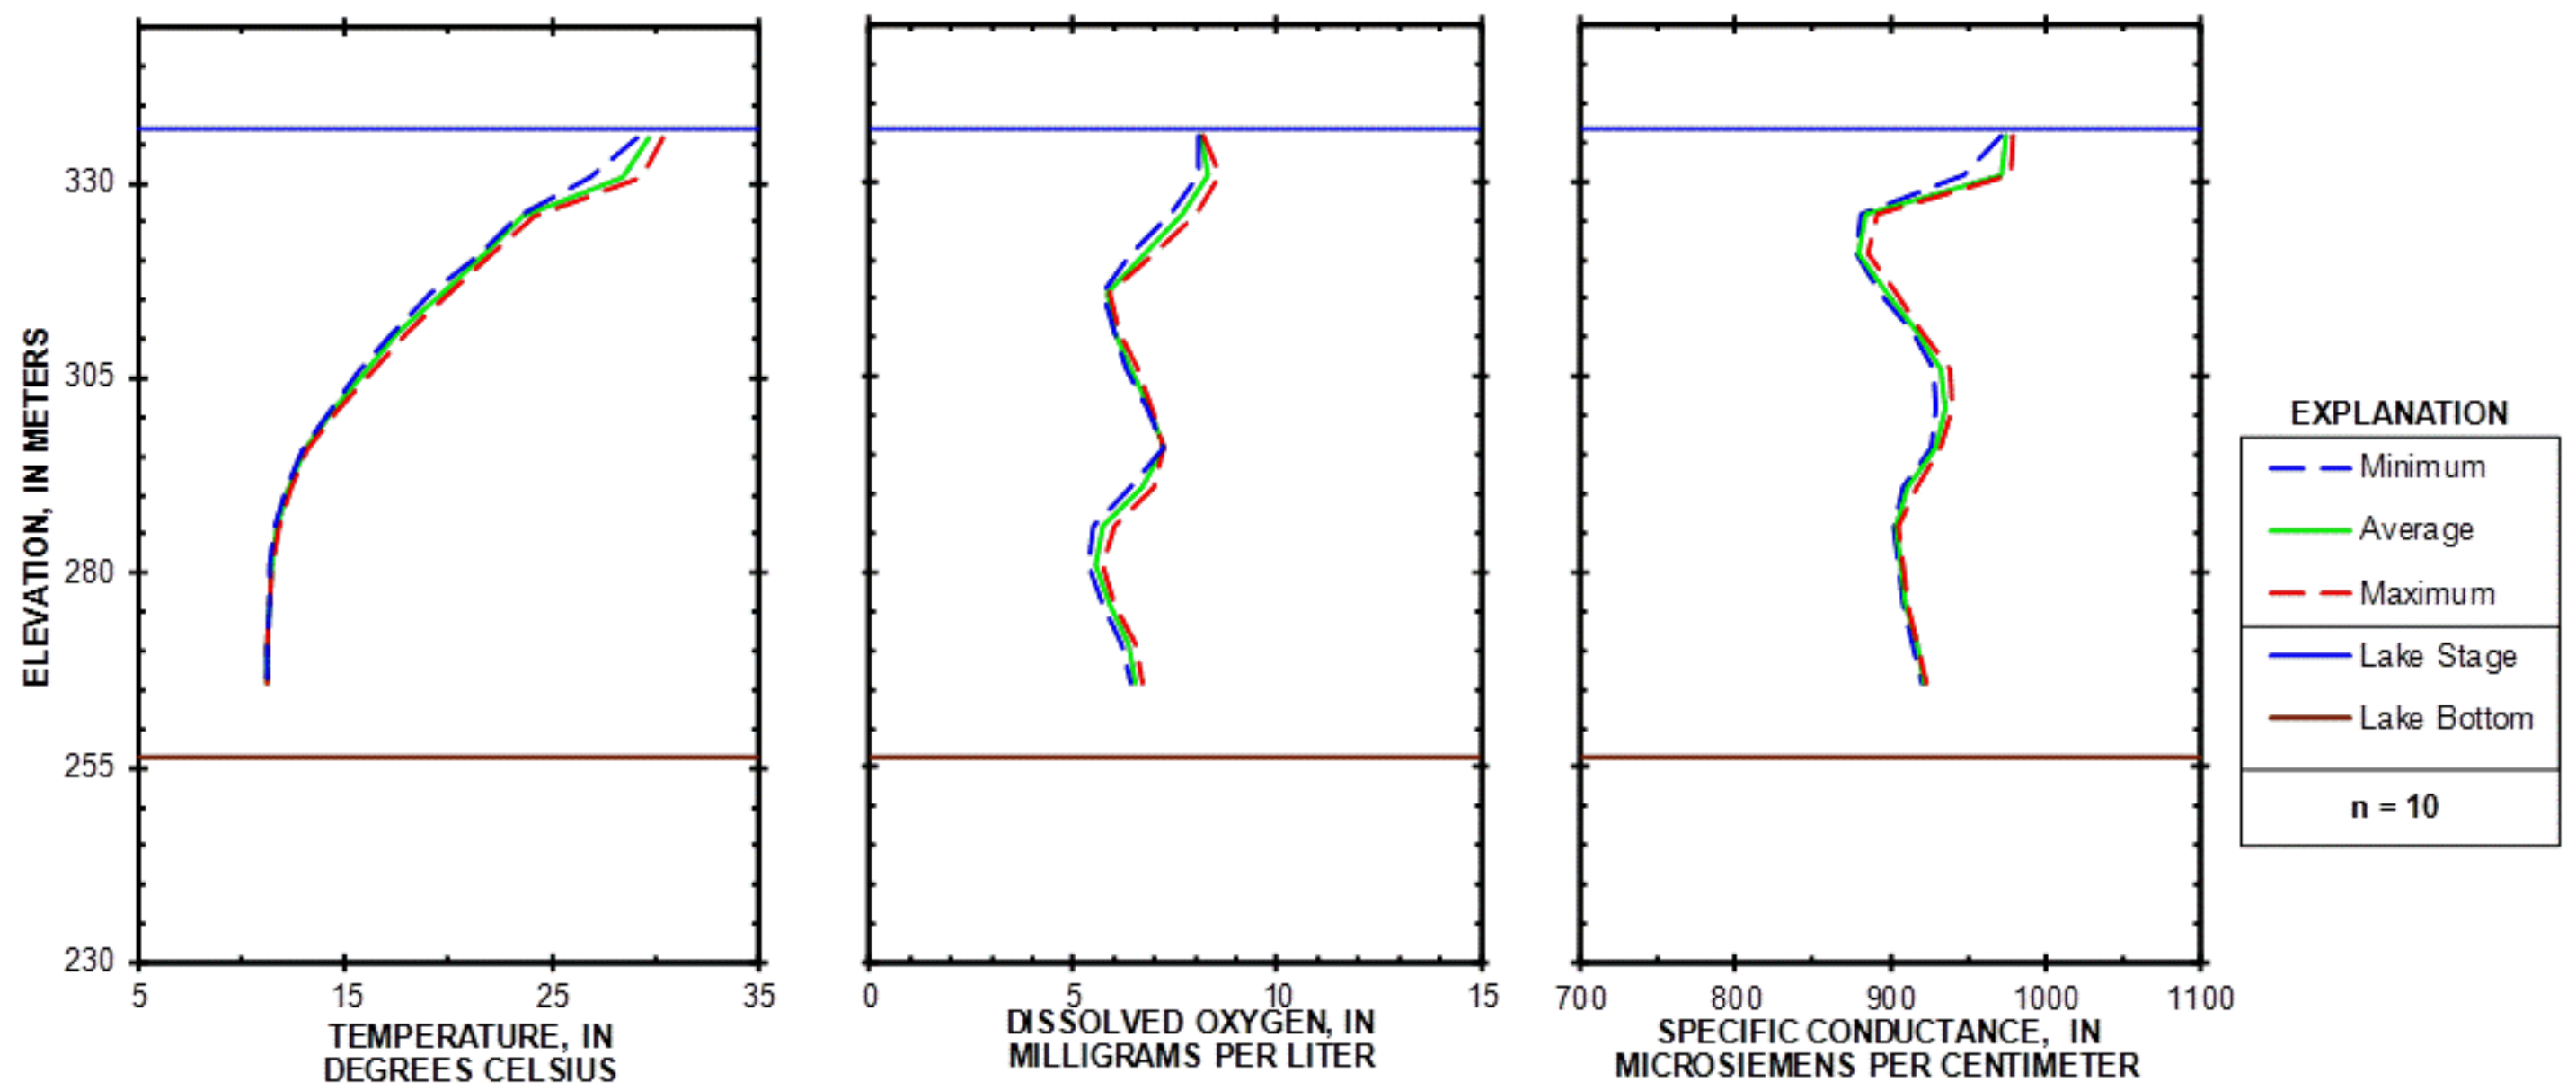 ELEVATION, IN METERS
330
305
280
255
230
5
15
25
35
TEMPERATURE, IN
DEGREES CELSIUS
0
5
10
15
DISSOLVED OXYGEN, IN
MILLIGRAMS PER LITER
700
800
900
1000
1100
SPECIFIC CONDUCTANCE, IN
MICROSIEMENS PER CENTIMETER
EXPLANATION
Minimum
Average
Maximum
Lake Stage
Lake Bottom
n = 10